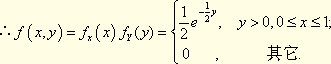 ∴ f(x,y) = f_x(x) f_Y(y) = { 1/2 e^{-1/2 y}, y > 0, 0 ≤ x ≤ 1;
0 , 其它.